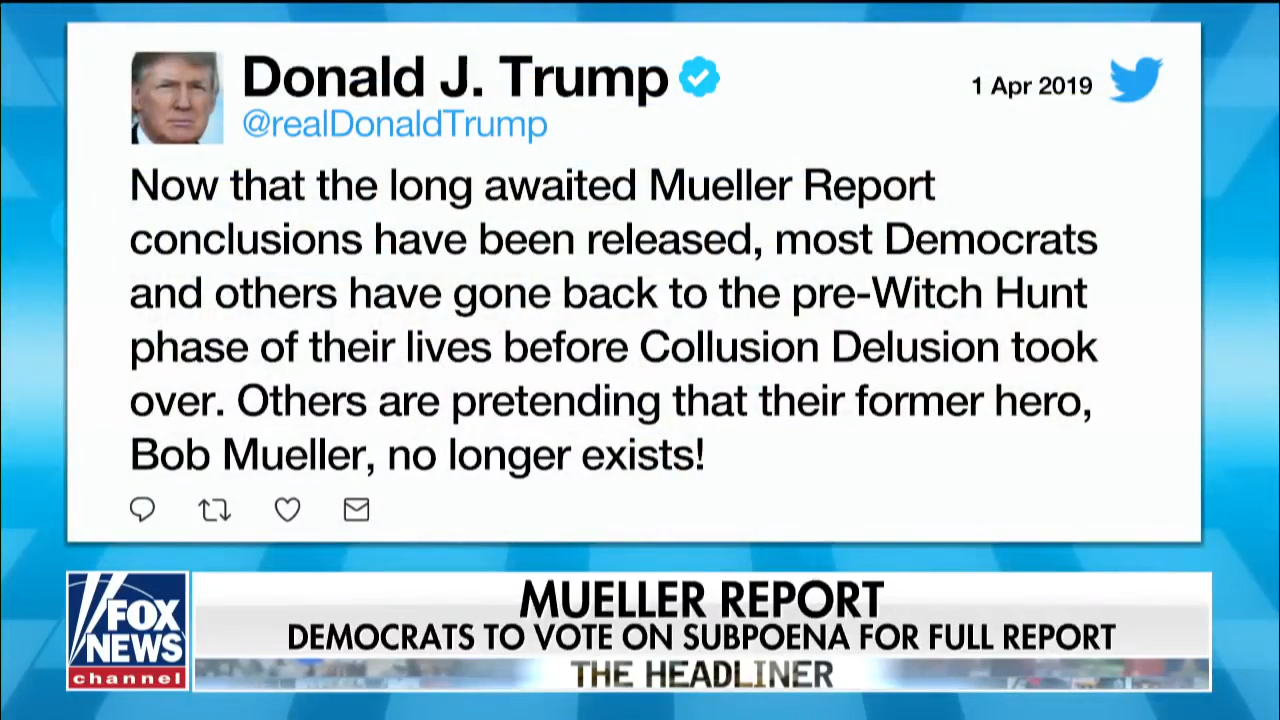 Donald J. Trump
1 Apr 2019
@realDonaldTrump
Now that the long awaited Mueller Report
conclusions have been released, most Democrats
and others have gone back to the pre-Witch Hunt
phase of their lives before Collusion Delusion took
over. Others are pretending that their former hero,
Bob Mueller, no longer exists!
FOX
NEWS
channel
MUELLER REPORT
DEMOCRATS TO VOTE ON SUBPOENA FOR FULL REPORT
THE HEADLINER